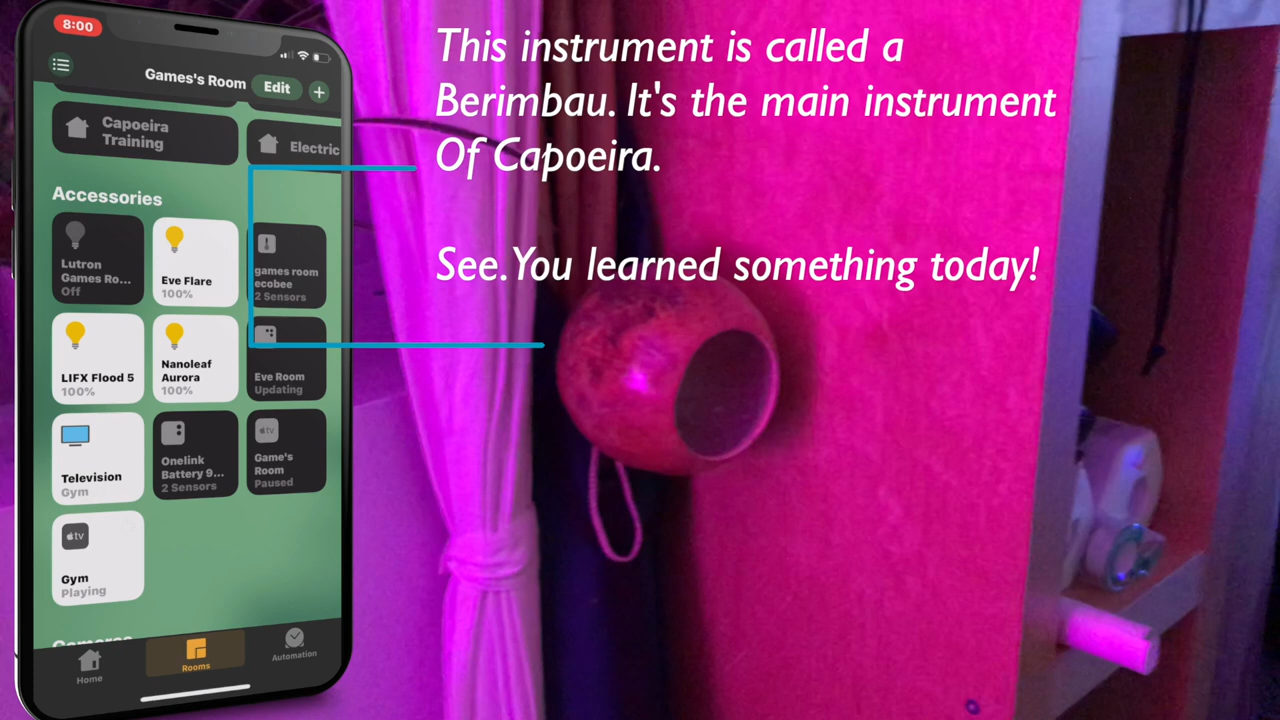 8:00
Games's Room
Edit
Capoeira
Training
Electric
Accessories
Lutron
Games Ro...
Off
Eve Flare
100%
games room
ecobee
2 Sensors
LIFX Flood 5
100%
Nanoleaf
Aurora
100%
Eve Room
Updating
Television
Gym
Onelink
Battery 9...
2 Sensors
tv
Game's
Room
Paused
tv
Gym
Playing
Home
Rooms
Automation
This instrument is called a
Berimbau. It's the main instrument
Of Capoeira.
See. You learned something today!